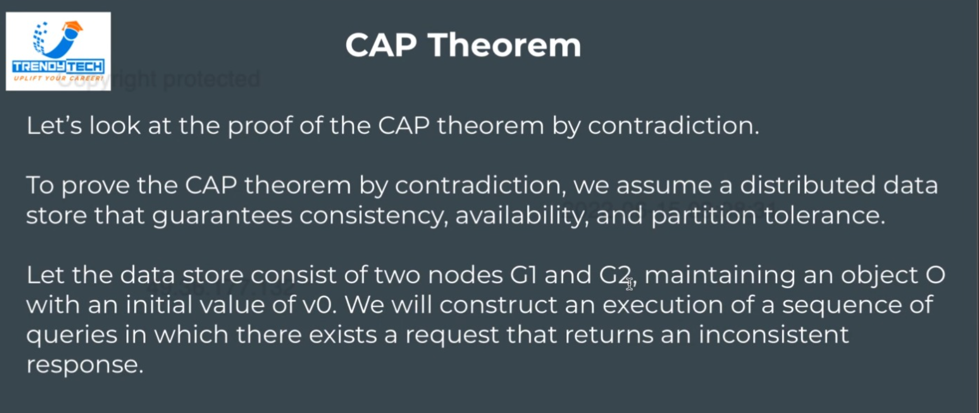 TRENDYTECH
UPLIFT YOUR CAREER!
CAP Theorem
Copyright protected
Let's look at the proof of the CAP theorem by contradiction.
To prove the CAP theorem by contradiction, we assume a distributed data
store that guarantees consistency, availability, and partition tolerance.
Let the data store consist of two nodes G1 and G2, maintaining an object O
with an initial value of v0. We will construct an execution of a sequence of
queries in which there exists a request that returns an inconsistent
response.